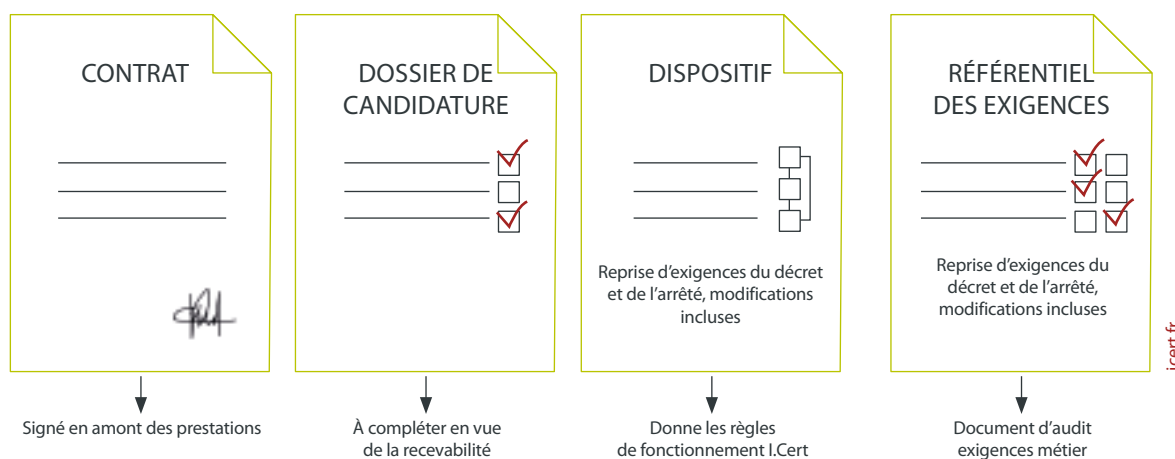 CONTRAT
Signé en amont des prestations
DOSSIER DE
CANDIDATURE
À compléter en vue
de la recevabilité
DISPOSITIF
Reprise d’exigences du décret
et de l’arrêté, modifications
incluses
Donne les règles
de fonctionnement I.Cert
RÉFÉRENTIEL
DES EXIGENCES
Reprise d’exigences du
décret et de l’arrêté,
modifications incluses
Document d’audit
exigences métier
icert.fr